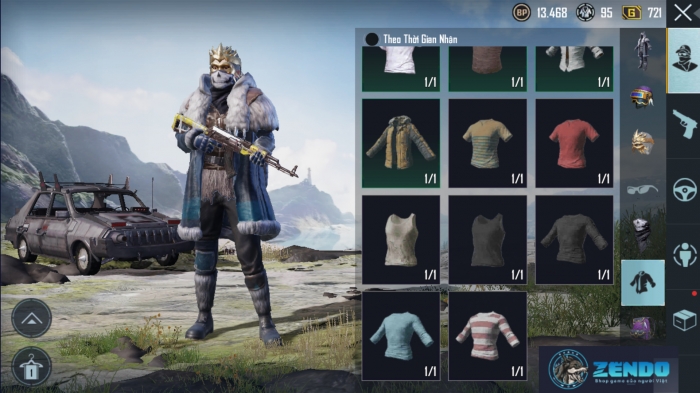 BP 13.468 95 G 721
Theo Thời Gian Nhận
1/1 1/1 1/1
1/1 1/1 1/1
1/1 1/1 1/1
1/1 1/1
1
ZENDO
Shop game của người Việt